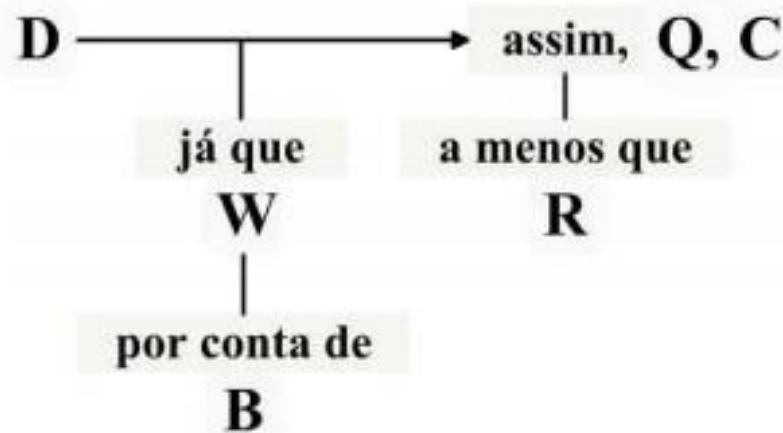 D assim, Q, C
já que a menos que
W R
por conta de
B